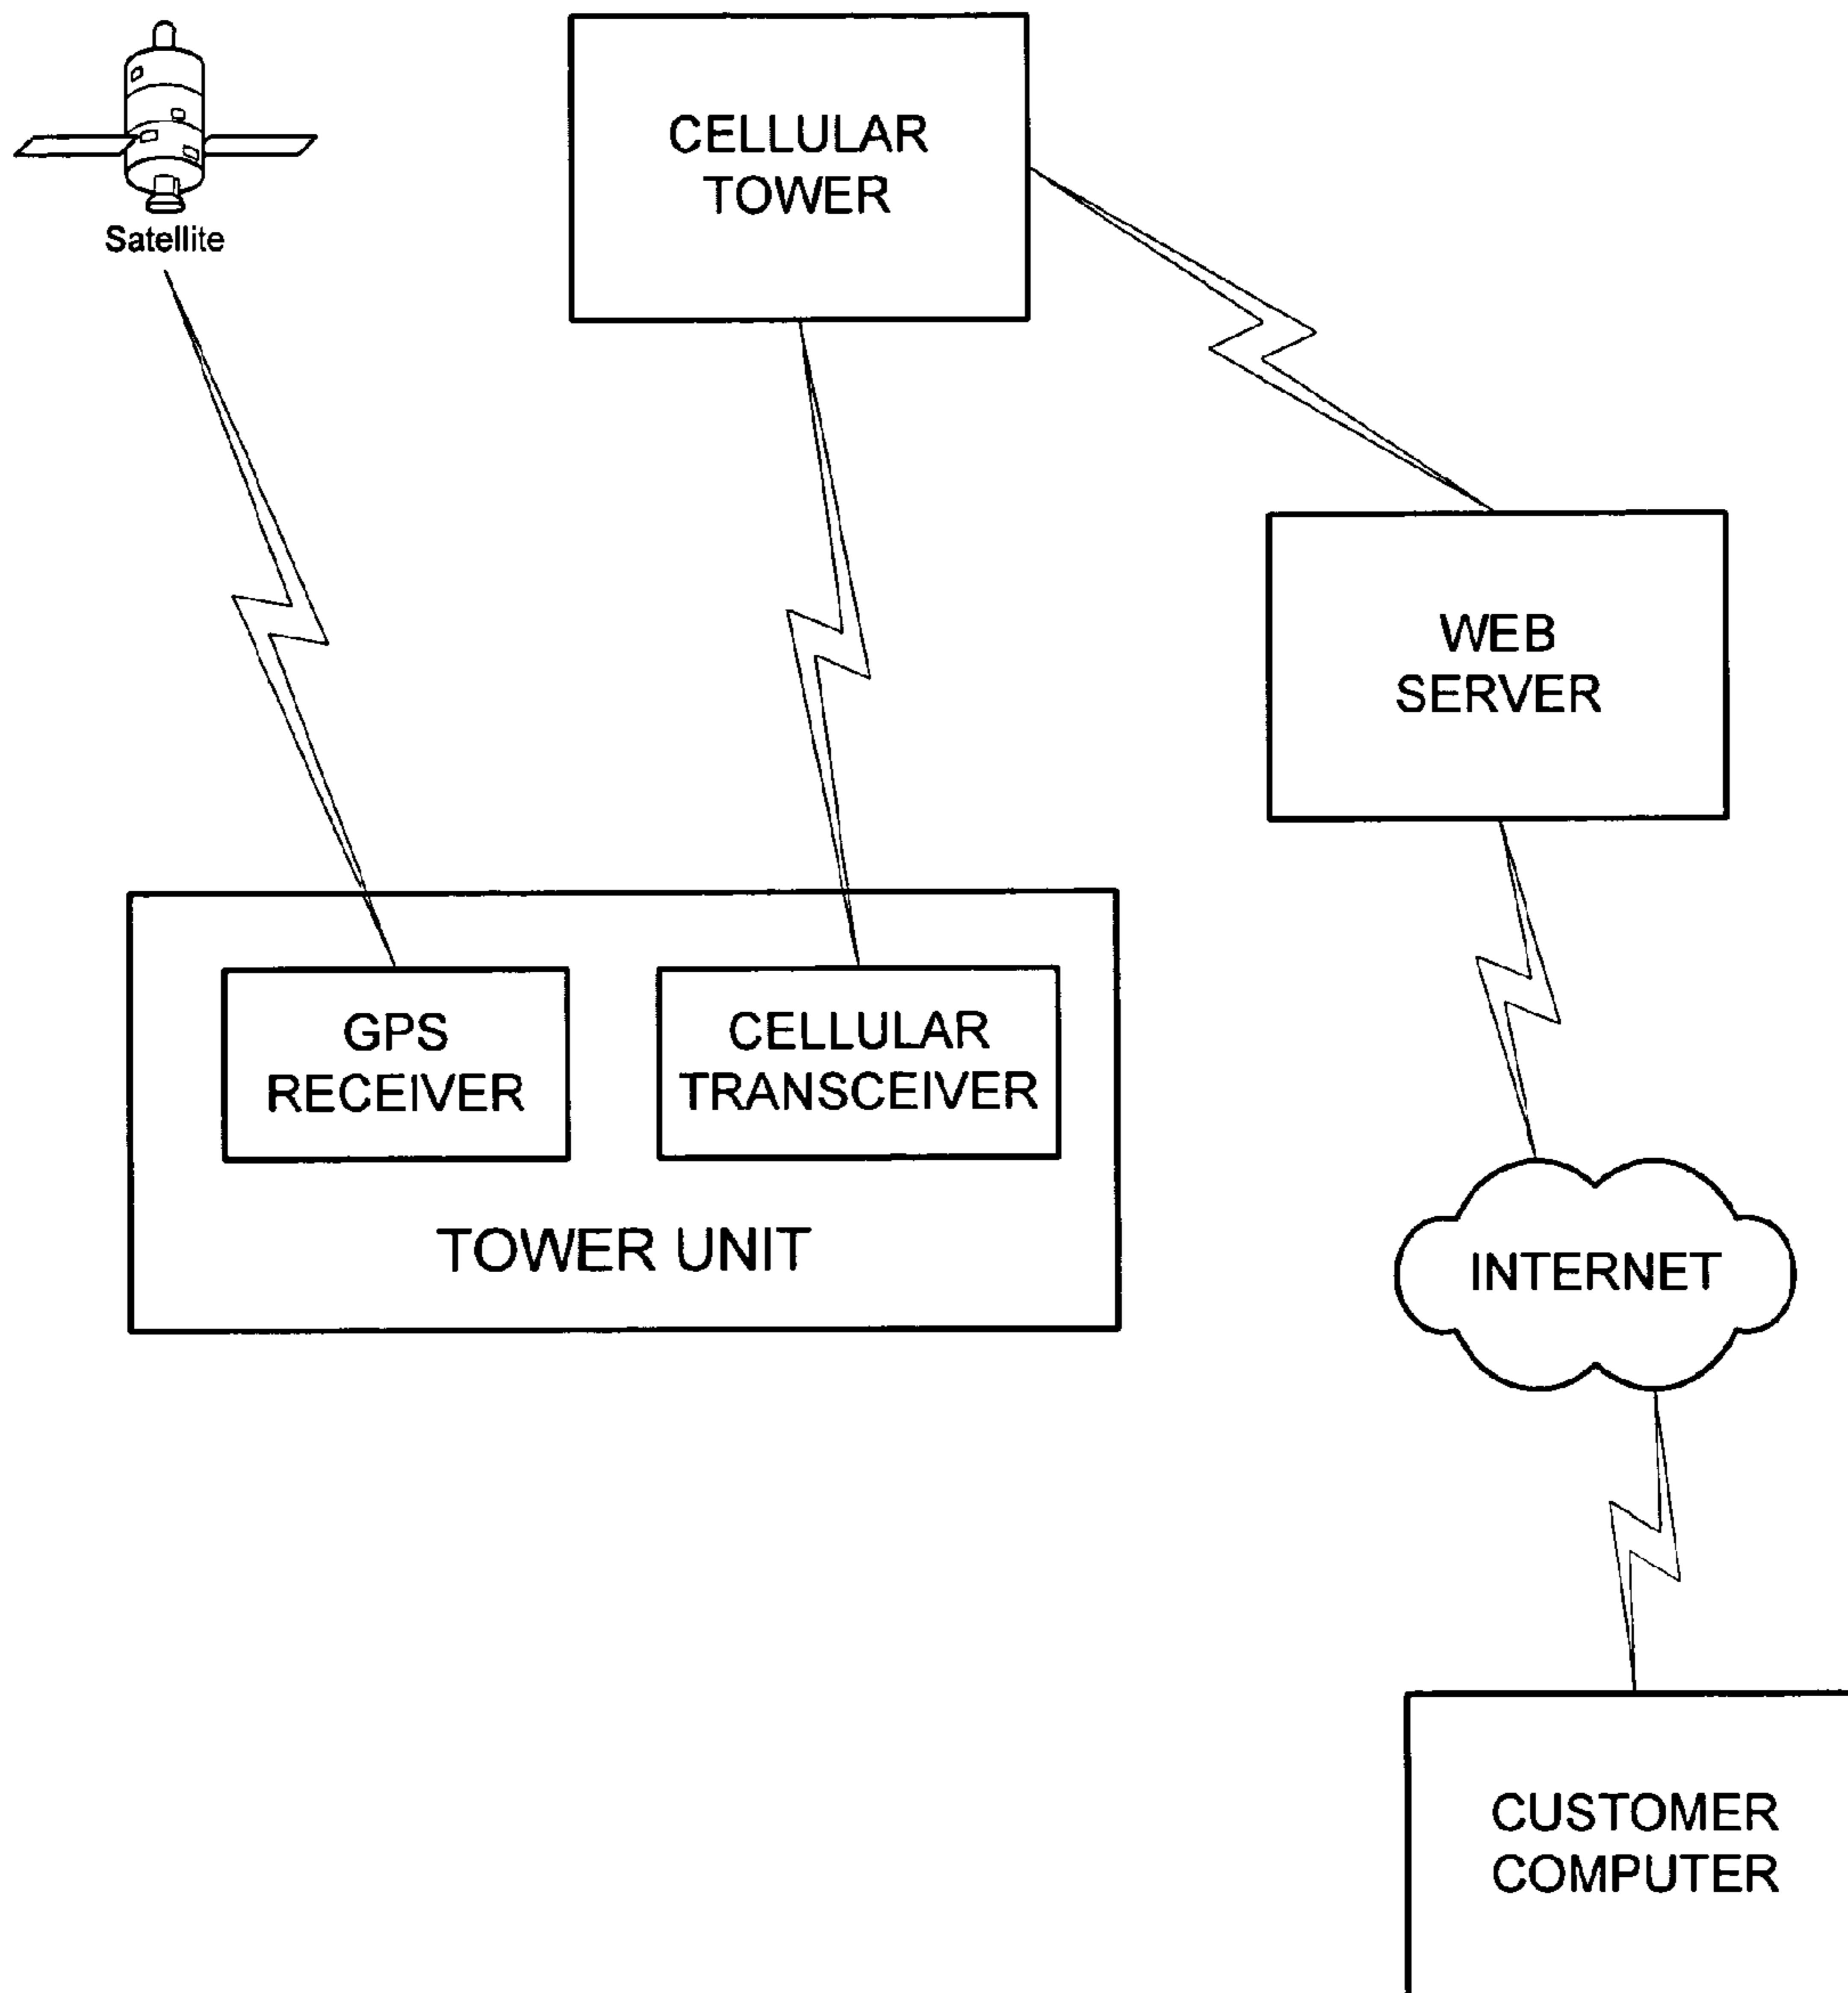 CELLULAR
TOWER
Satellite
WEB
SERVER
GPS
RECEIVER
CELLULAR
TRANSCEIVER
TOWER UNIT
INTERNET
CUSTOMER
COMPUTER